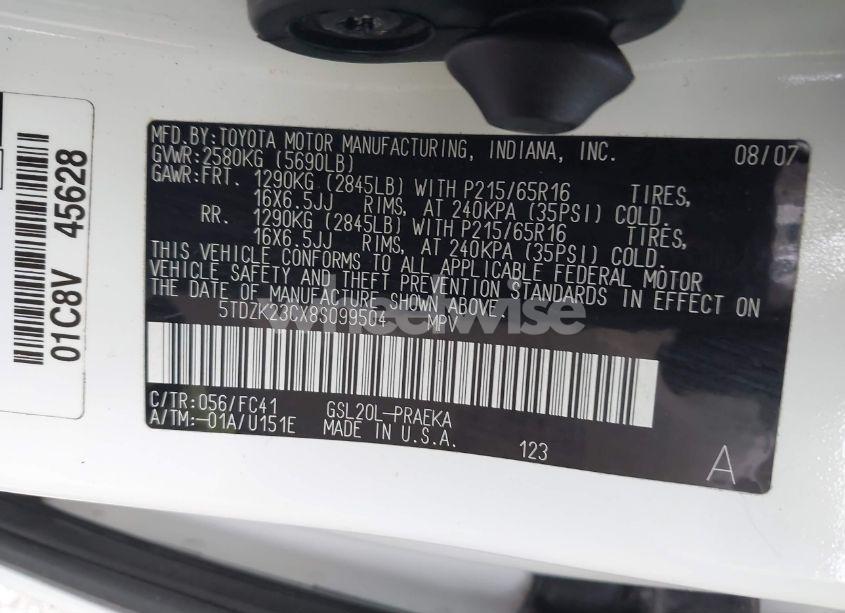 MFD.BY:TOYOTA MOTOR MANUFACTURING, INDIANA, INC. 08/07
GVWR:2580KG (5690LB)
GAWR:FRT. 1290KG (2845LB) WITH P215/65R16 TIRES,
16X6.5JJ RIMS, AT 240KPA (35PSI) COLD.
RR. 1290KG (2845LB) WITH P215/65R16 TIRES,
16X6.5JJ RIMS, AT 240KPA (35PSI) COLD.
THIS VEHICLE CONFORMS TO ALL APPLICABLE FEDERAL MOTOR
VEHICLE SAFETY AND THEFT PREVENTION STANDARDS IN EFFECT ON
THE DATE OF MANUFACTURE SHOWN ABOVE.
5TDZK23CX8S099504 MPV
wheelwise
C/TR:056/FC41 GSL20L-PRAEKA
A/TM:-01A/U151E MADE IN U.S.A. 123
A
01C8V 45628